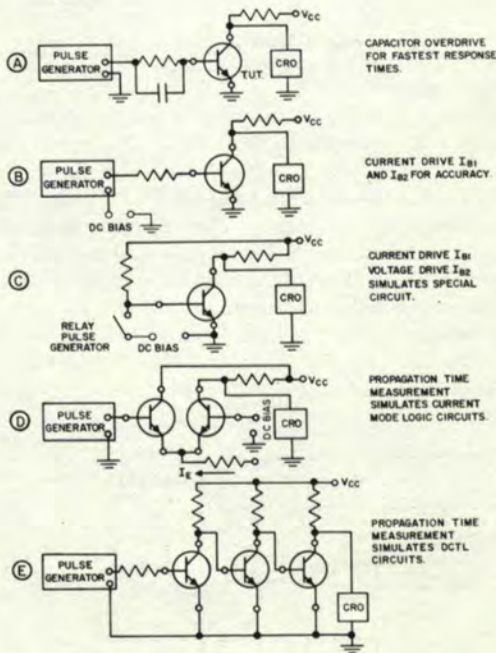 A
PULSE
GENERATOR
T.U.T.
VCC
CRO
CAPACITOR OVERDRIVE
FOR FASTEST RESPONSE
TIMES.
B
PULSE
GENERATOR
DC BIAS
VCC
CRO
CURRENT DRIVE IB1
AND IB2 FOR ACCURACY.
C
RELAY
PULSE
GENERATOR
DC BIAS
VCC
CRO
CURRENT DRIVE IB1
VOLTAGE DRIVE IB2
SIMULATES SPECIAL
CIRCUIT.
D
PULSE
GENERATOR
IE
DC BIAS
VCC
CRO
PROPAGATION TIME
MEASUREMENT
SIMULATES CURRENT
MODE LOGIC CIRCUITS.
E
PULSE
GENERATOR
VCC
CRO
PROPAGATION TIME
MEASUREMENT
SIMULATES DCTL
CIRCUITS.